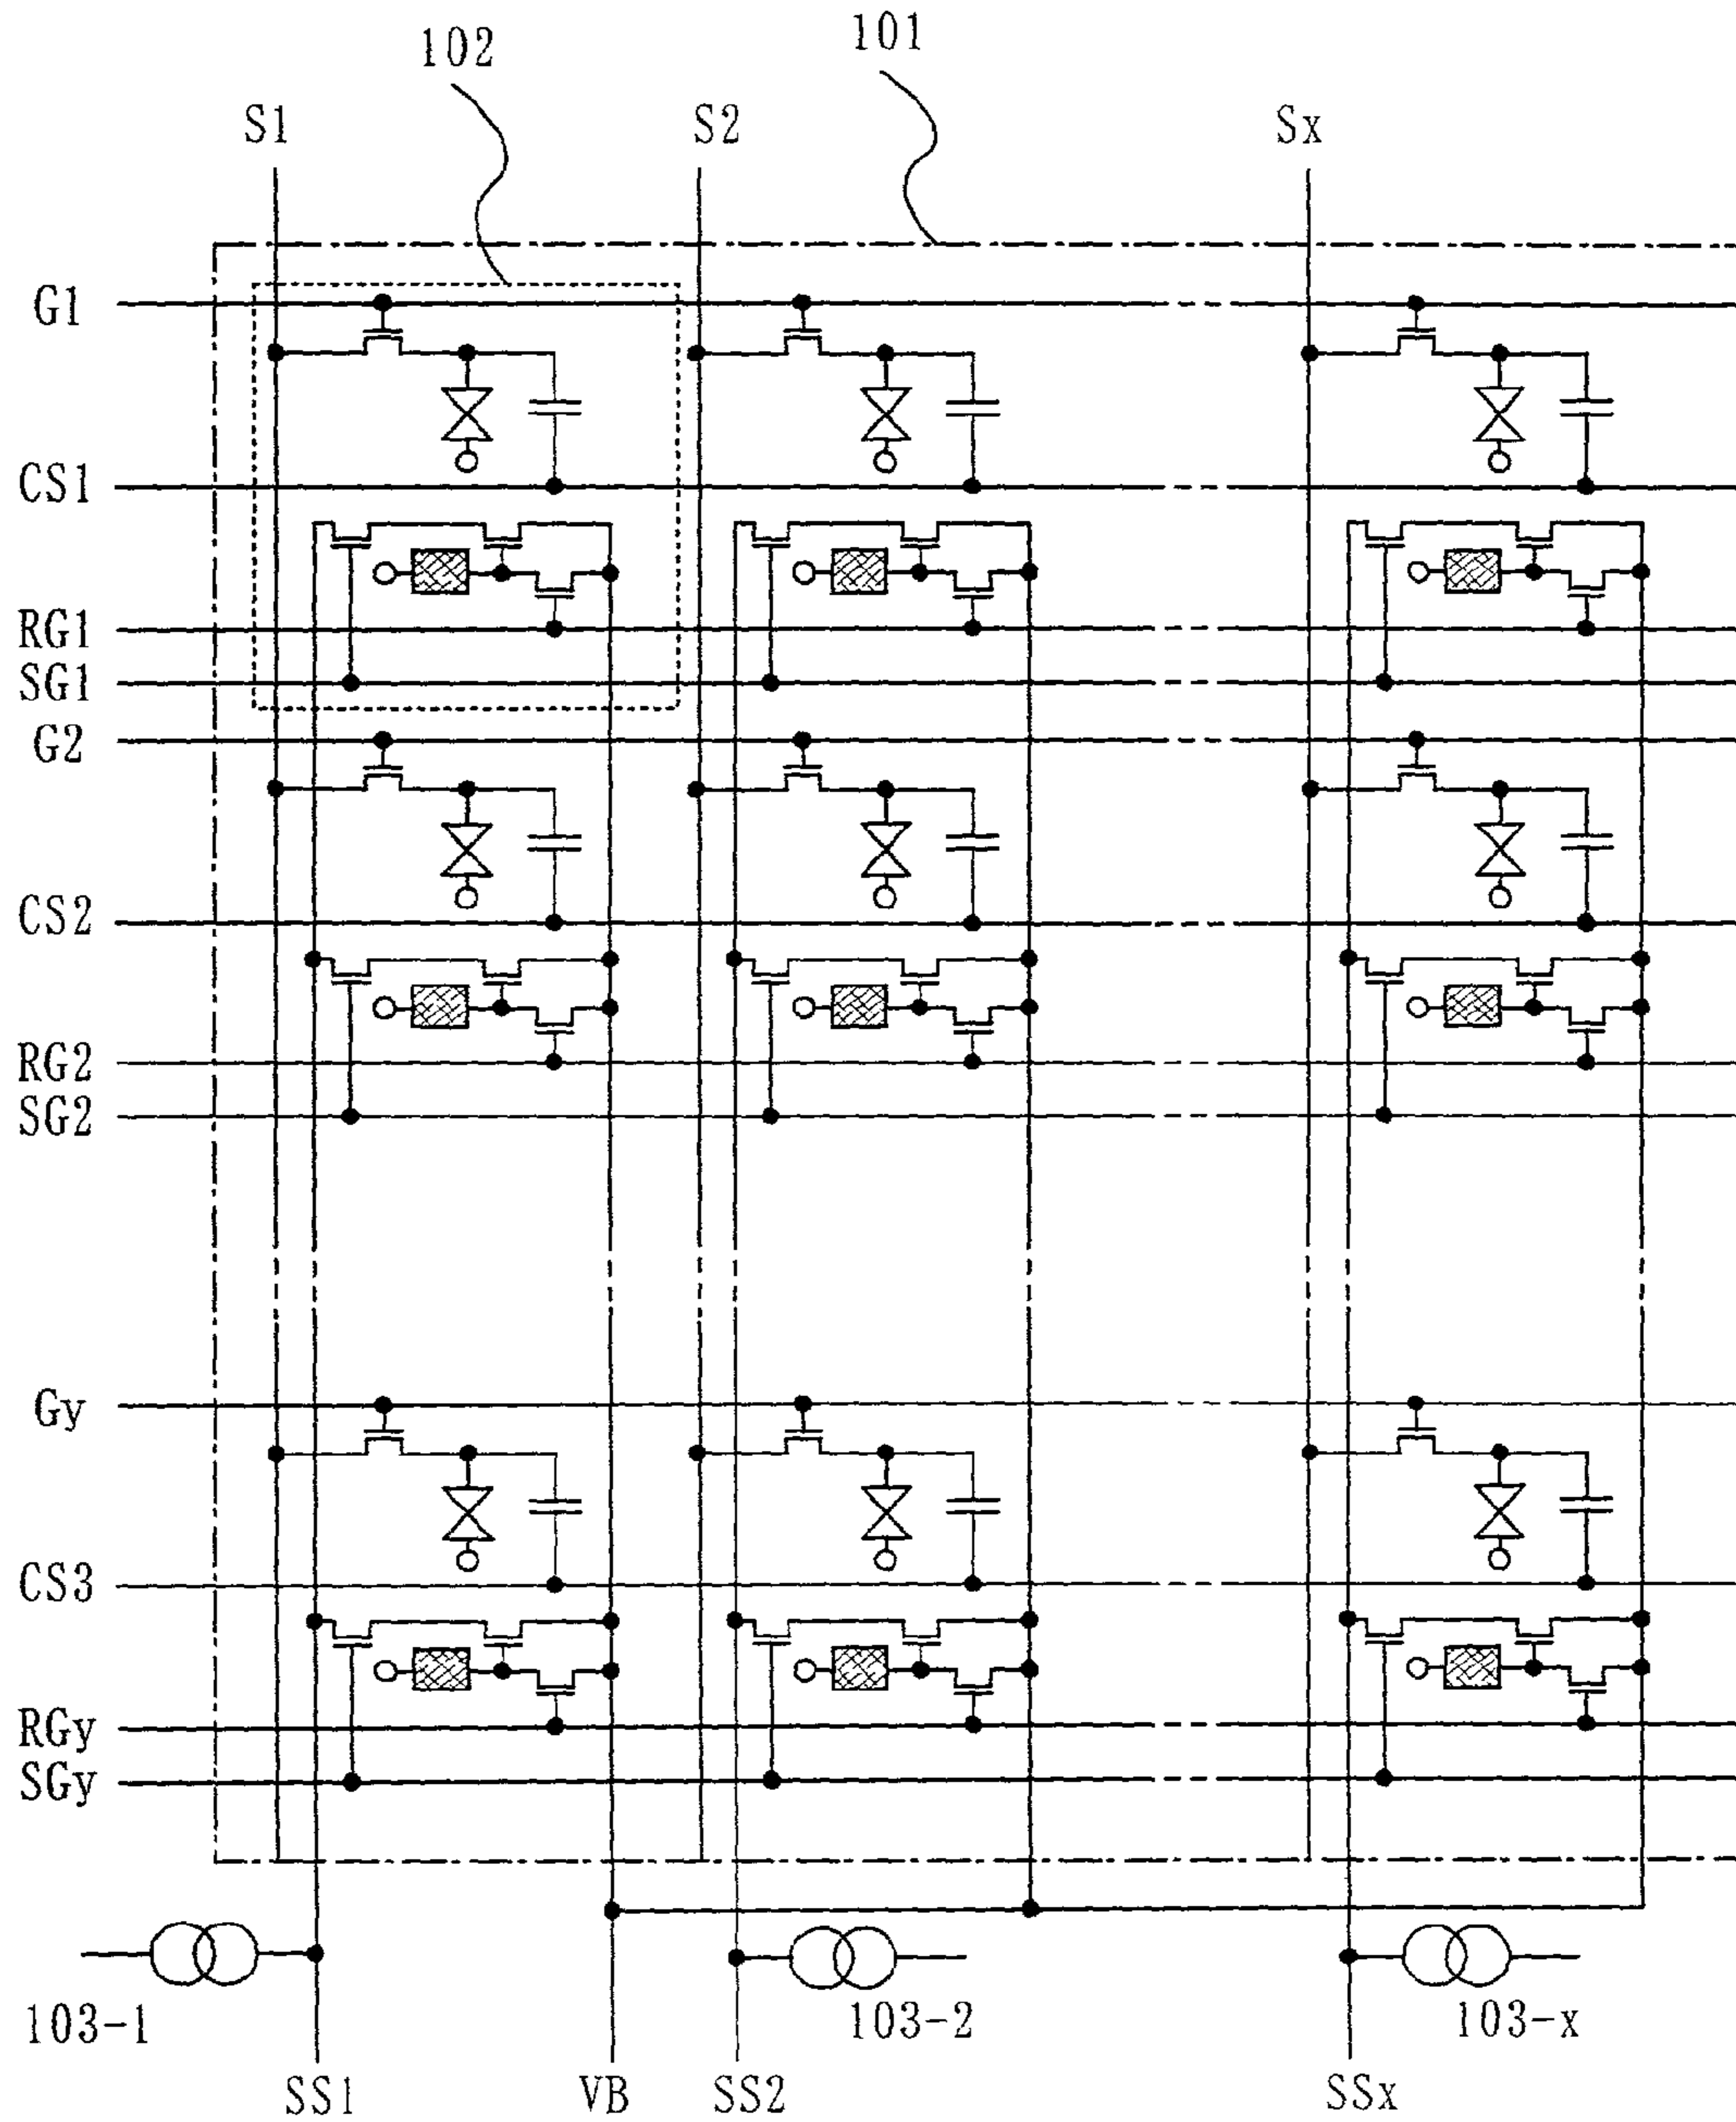 102
101
S1
S2
Sx
G1
CS1
RG1
SG1
G2
CS2
RG2
SG2
Gy
CS3
RGy
SGy
103-1
103-2
103-x
SS1
VB
SS2
SSx